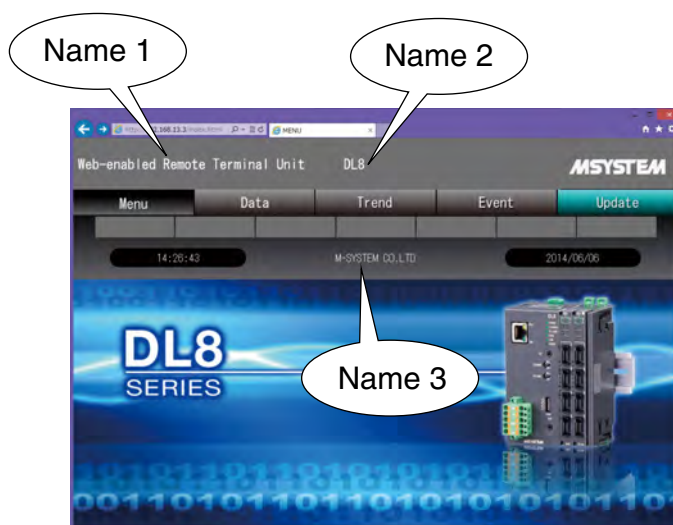 Name 1
Name 2
MENU
Web-enabled Remote Terminal Unit DL8 MSYSTEM
Menu Data Trend Event Update
14:26:43 M-SYSTEM CO.,LTD 2014/06/06
DL8
SERIES
Name 3